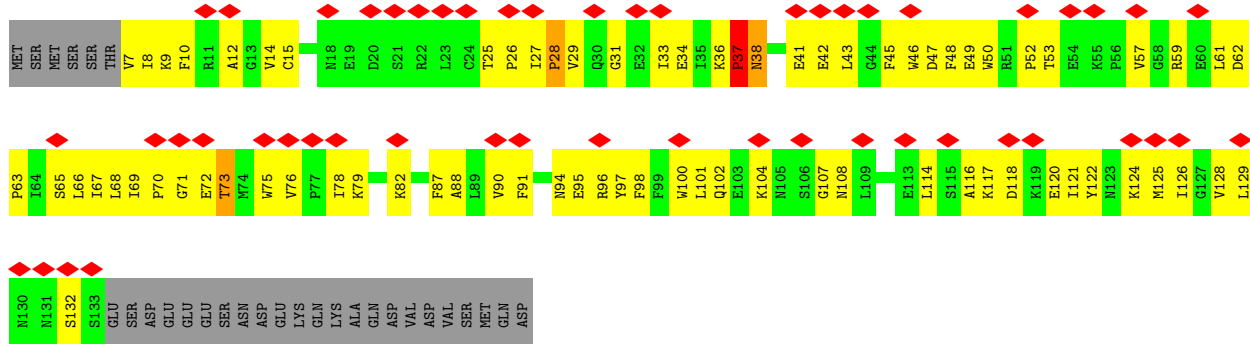 MET SER MET SER SER THR V7 I8 K9 F10 R11 A12 G13 V14 C15 N18 E19 D20 S21 R22 L23 C24 T25 P26 I27 P28 V29 Q30 G31 E32 I33 E34 I35 K36 P37 N38 E41 E42 L43 G44 F45 W46 D47 F48 E49 W50 R51 P52 T53 E54 K55 P56 V57 G58 R59 E60 L61 D62
P63 I64 S65 L66 I67 L68 I69 P70 G71 E72 T73 M74 W75 V76 P77 I78 K79 K82 F87 A88 L89 V90 F91 N94 E95 R96 Y97 F98 F99 W100 L101 Q102 E103 K104 N105 S106 G107 N108 L109 E113 L114 S115 A116 K117 D118 K119 E120 I121 Y122 N123 K124 M125 I126 G127 V128 L129
N130 N131 S132 S133 GLU SER ASP GLU GLU GLU SER ASN ASP GLU LYS GLN LYS ALA GLN ASP VAL ASP VAL SER MET GLN ASP